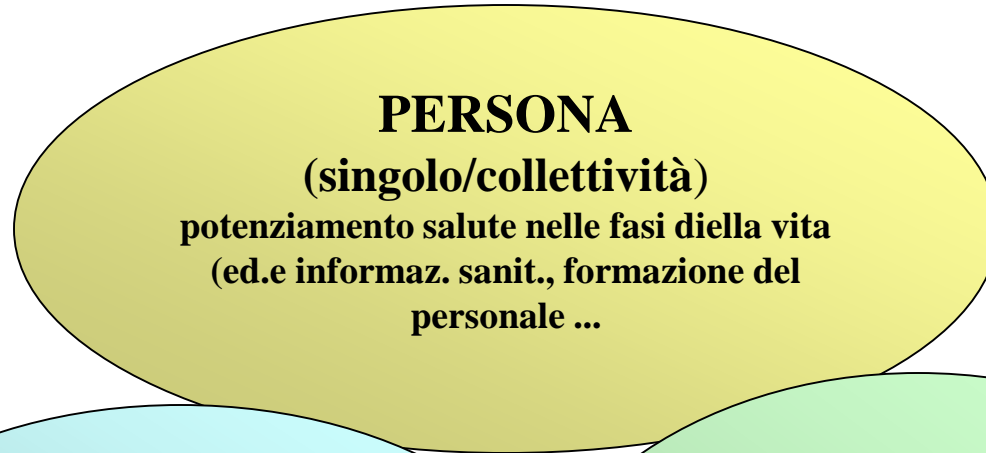 PERSONA
(singolo/collettività)
potenziamento salute nelle fasi diella vita
(ed.e informaz. sanit., formazione del
personale ...